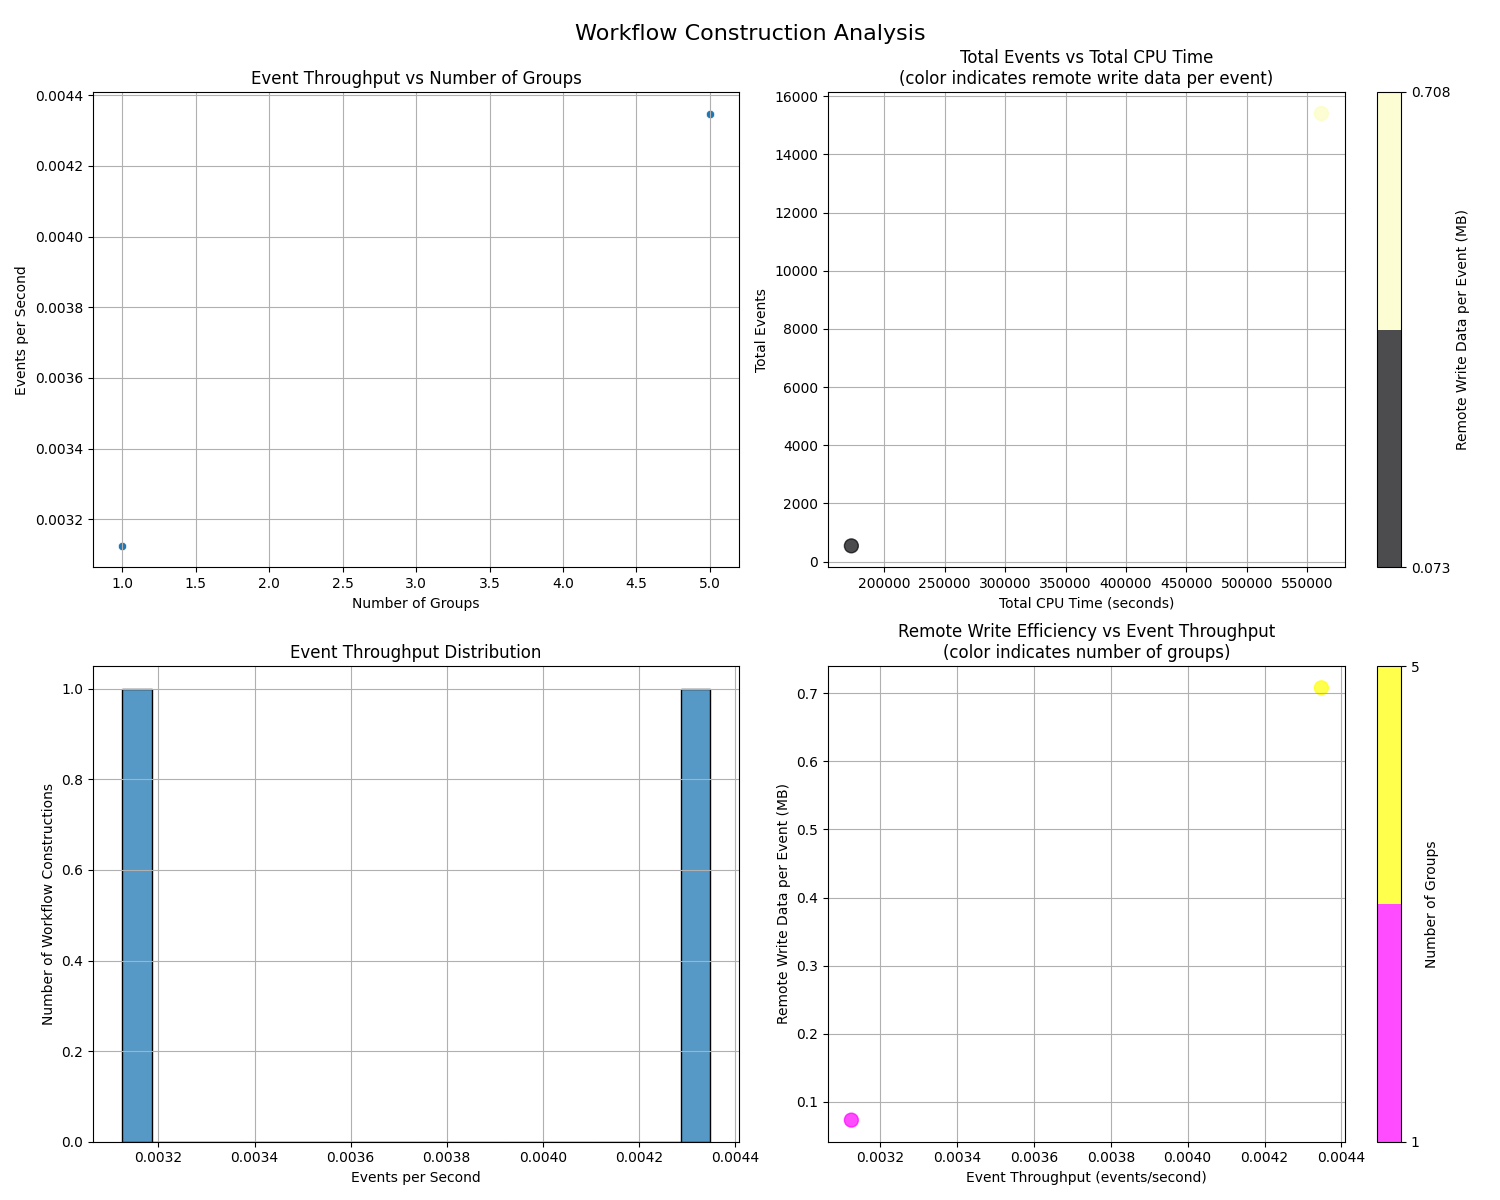 Workflow Construction Analysis
Event Throughput vs Number of Groups
0.0044
0.0042
0.0040
0.0038
0.0036
0.0034
0.0032
Events per Second
1.0 1.5 2.0 2.5 3.0 3.5 4.0 4.5 5.0
Number of Groups
Total Events vs Total CPU Time
(color indicates remote write data per event)
16000
14000
12000
10000
8000
6000
4000
2000
0
Total Events
200000 250000 300000 350000 400000 450000 500000 550000
Total CPU Time (seconds)
0.708
0.073
Remote Write Data per Event (MB)
Event Throughput Distribution
1.0
0.8
0.6
0.4
0.2
0.0
Number of Workflow Constructions
0.0032 0.0034 0.0036 0.0038 0.0040 0.0042 0.0044
Events per Second
Remote Write Efficiency vs Event Throughput
(color indicates number of groups)
0.7
0.6
0.5
0.4
0.3
0.2
0.1
Remote Write Data per Event (MB)
0.0032 0.0034 0.0036 0.0038 0.0040 0.0042 0.0044
Event Throughput (events/second)
5
1
Number of Groups